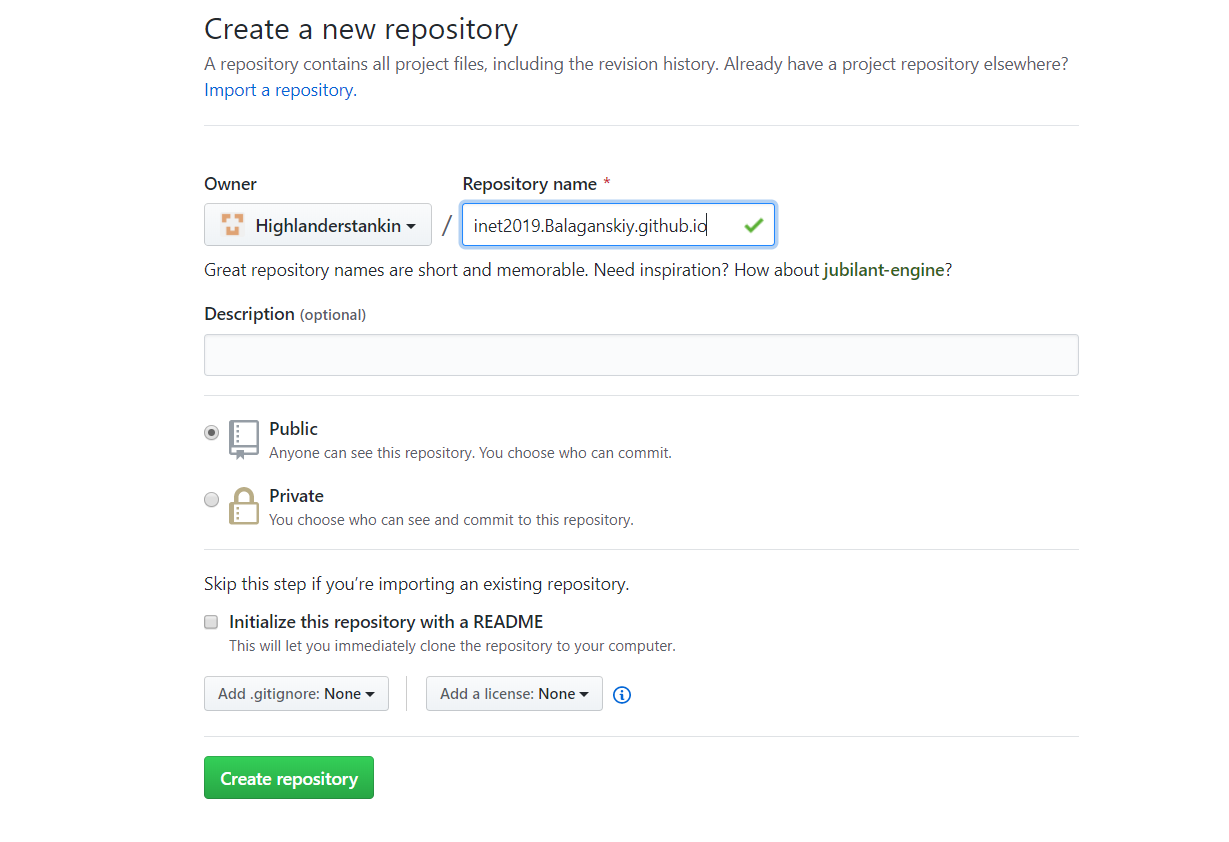 Create a new repository
A repository contains all project files, including the revision history. Already have a project repository elsewhere?
Import a repository.
Owner
Repository name *
Highlanderstankin
/
inet2019.Balaganskiy.github.io
Great repository names are short and memorable. Need inspiration? How about jubilant-engine?
Description (optional)
Public
Anyone can see this repository. You choose who can commit.
Private
You choose who can see and commit to this repository.
Skip this step if you’re importing an existing repository.
Initialize this repository with a README
This will let you immediately clone the repository to your computer.
Add .gitignore: None
Add a license: None
Create repository